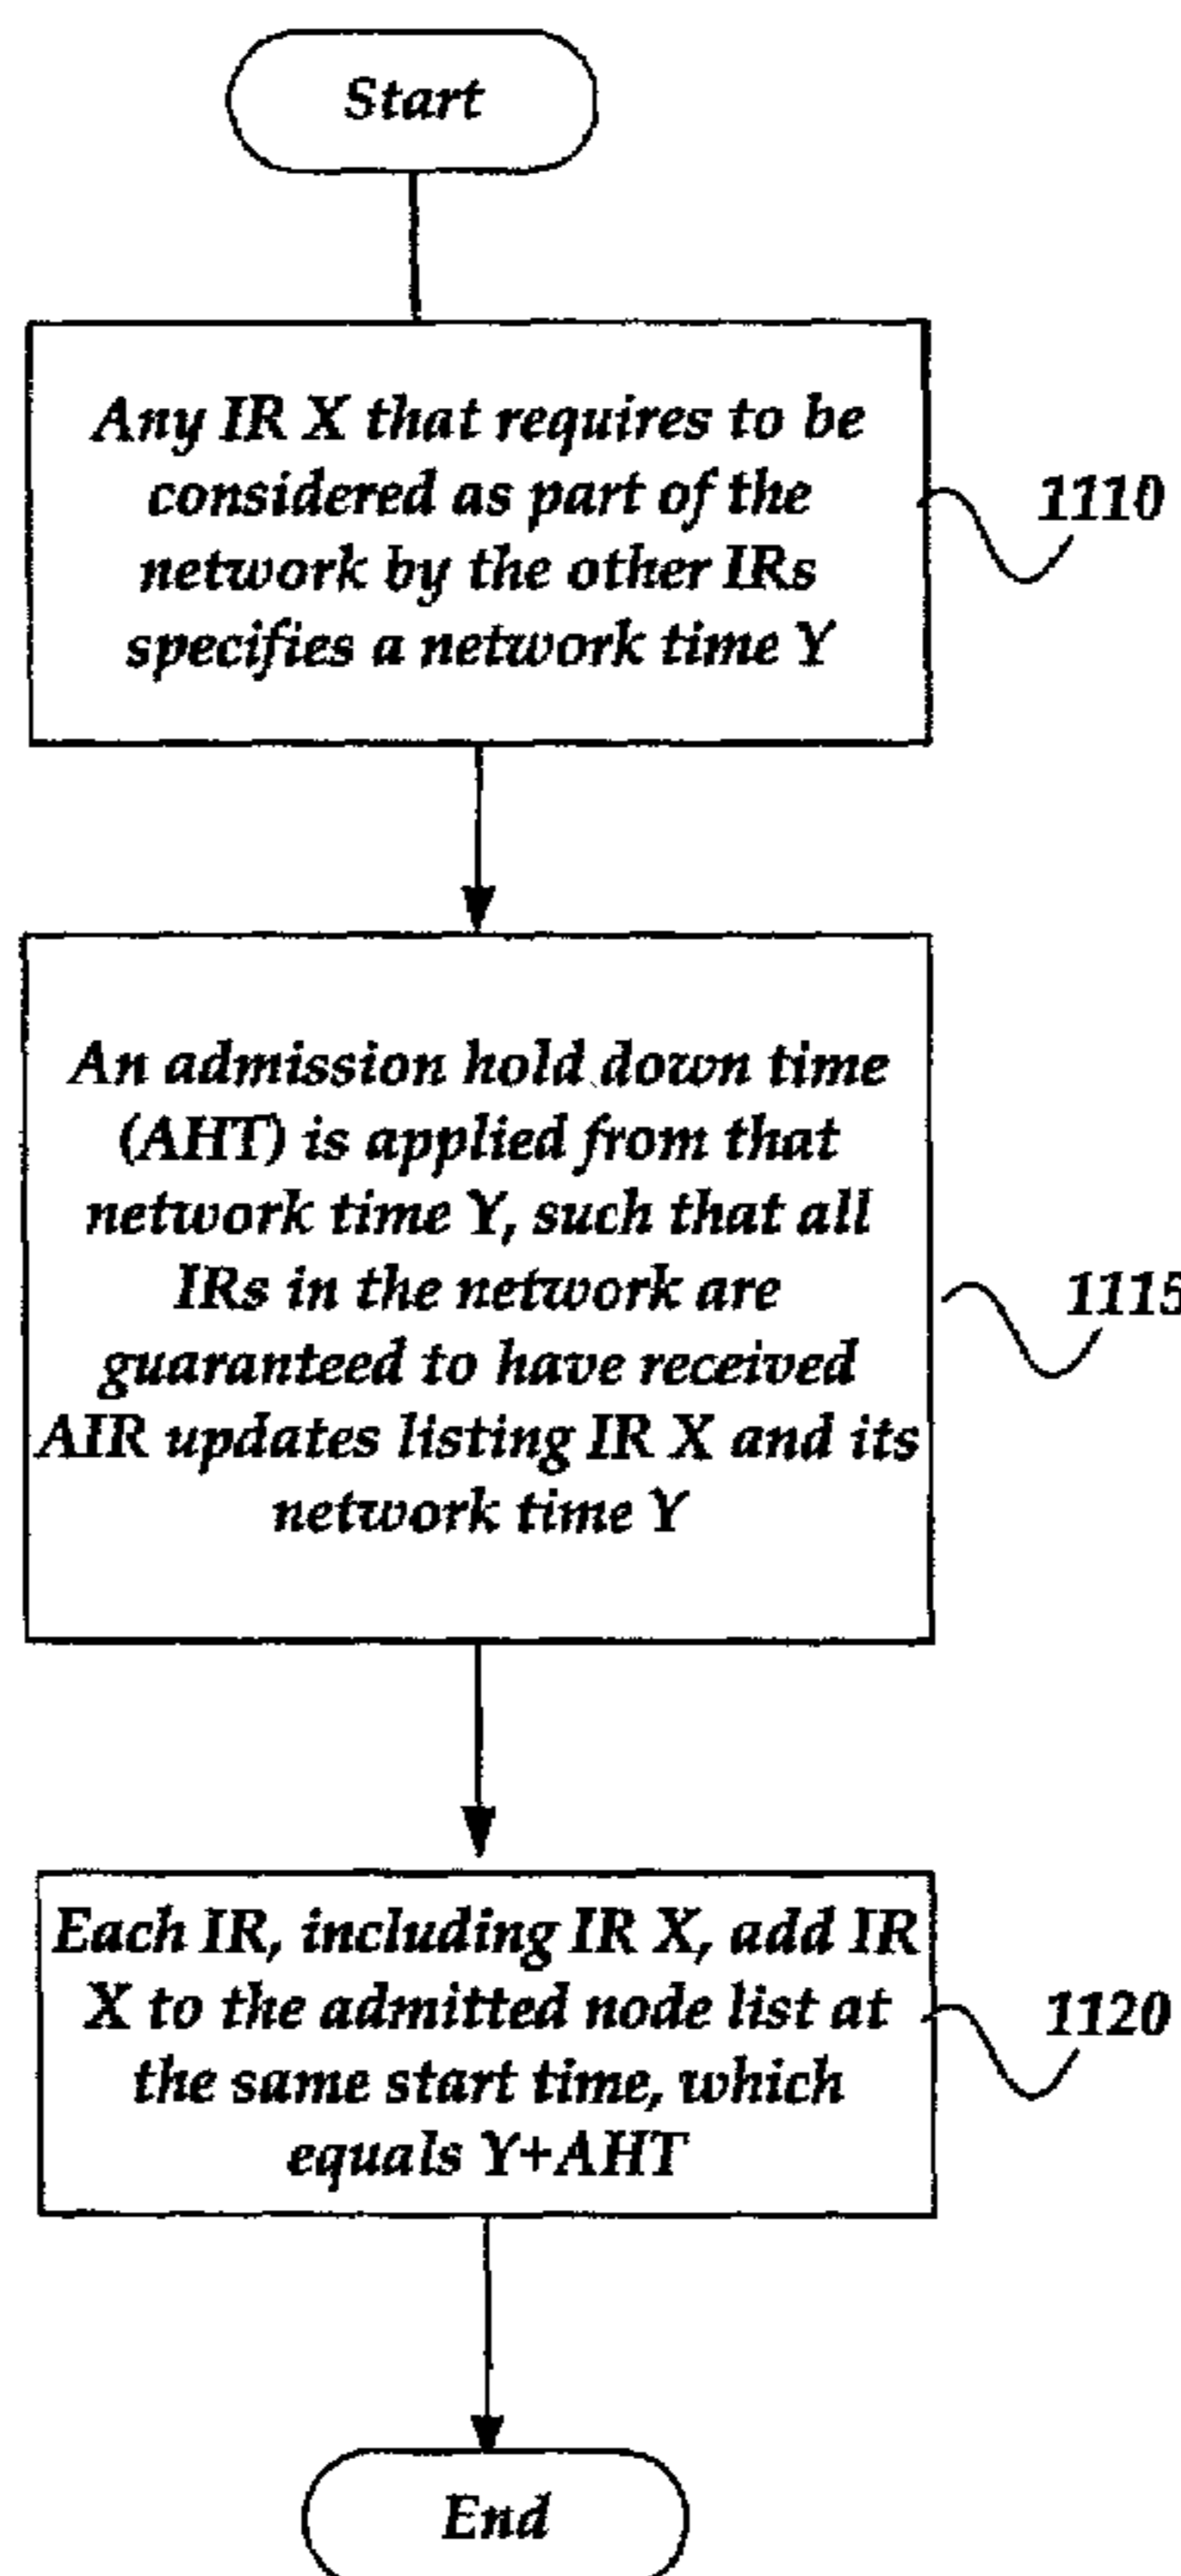 Start
Any IR X that requires to be
considered as part of the
network by the other IRs
specifies a network time Y
1110
An admission hold down time
(AHT) is applied from that
network time Y, such that all
IRs in the network are
guaranteed to have received
AIR updates listing IR X and its
network time Y
1115
Each IR, including IR X, add IR
X to the admitted node list at
the same start time, which
equals Y+AHT
1120
End